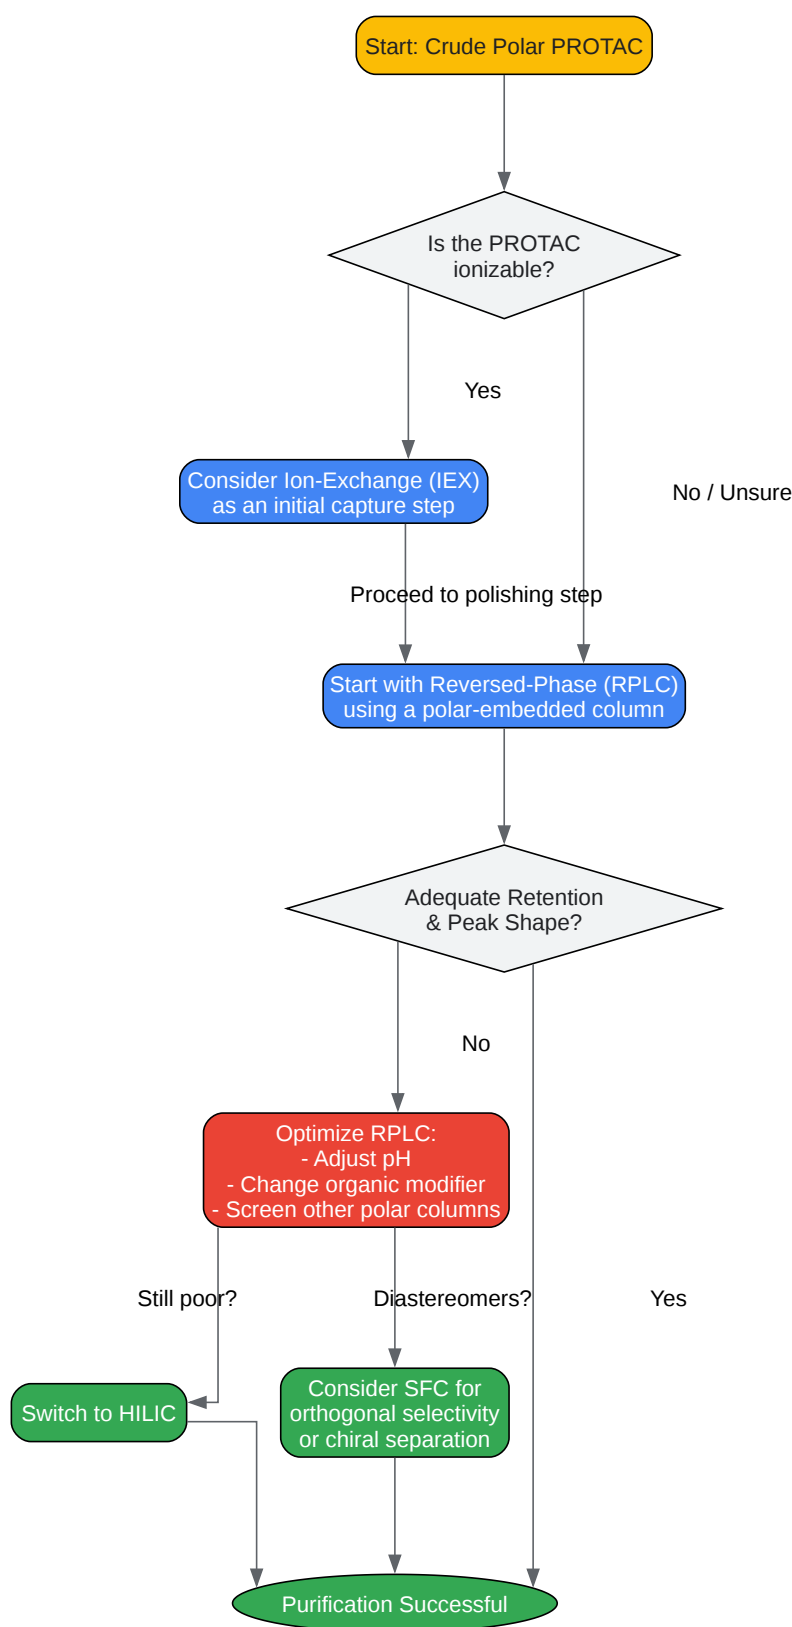 Start: Crude Polar PROTAC
Is the PROTAC
ionizable?
Yes
Consider Ion-Exchange (IEX)
as an initial capture step
No / Unsure
Proceed to polishing step
Start with Reversed-Phase (RPLC)
using a polar-embedded column
Adequate Retention
& Peak Shape?
No
Optimize RPLC:
- Adjust pH
- Change organic modifier
- Screen other polar columns
Still poor?
Diastereomers?
Yes
Switch to HILIC
Consider SFC for
orthogonal selectivity
or chiral separation
Purification Successful